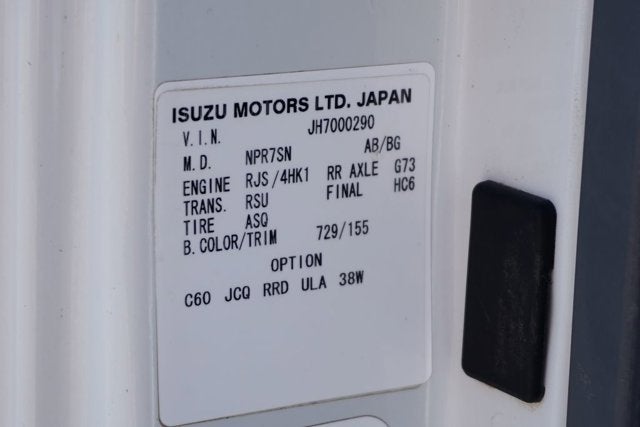 ISUZU MOTORS LTD. JAPAN
V.I.N. JH7000290
M.D. NPR7SN AB/BG
ENGINE RJS/4HK1 RR AXLE G73
TRANS. RSU FINAL HC6
TIRE ASQ
B.COLOR/TRIM 729/155
OPTION
C60 JCQ RRD ULA 38W